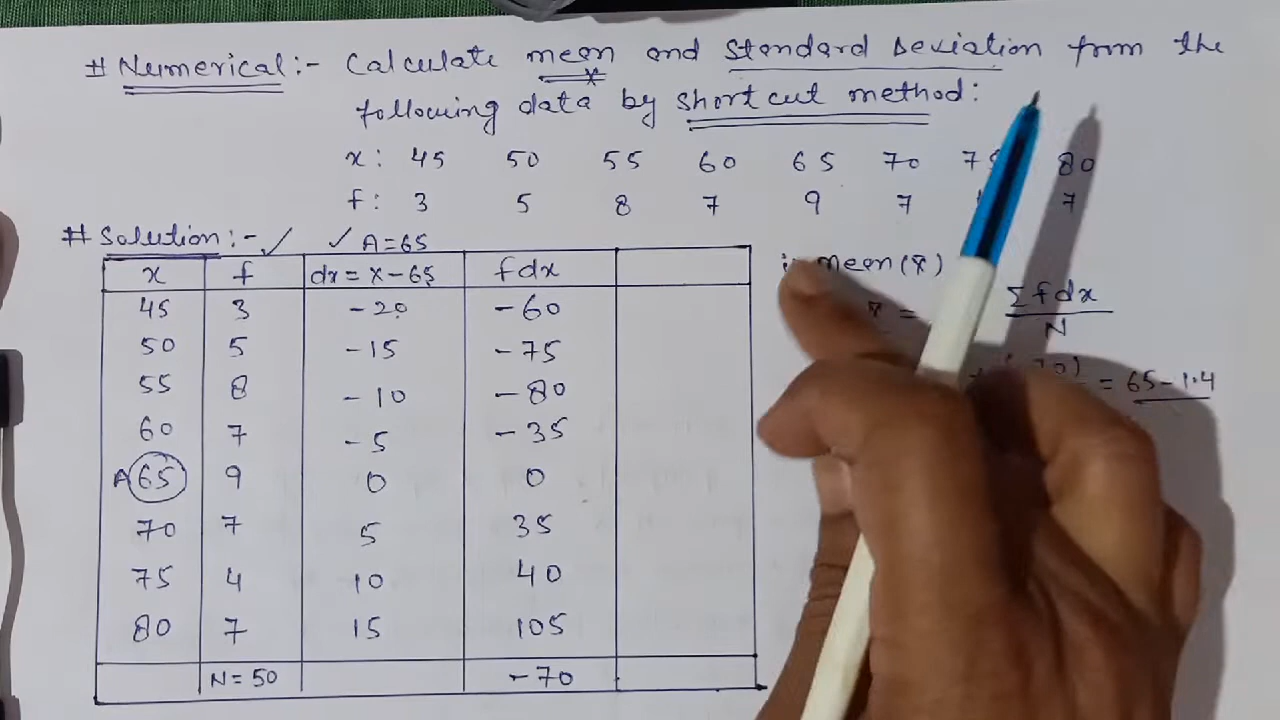 # Numerical:- Calculate mean and Standard Deviation from the
following data by Shortcut method:
x: 45 50 55 60 65 70 80
f: 3 5 8 7 9 7 7
# Solution:- ✓ ✓ A=65
x f dx = x-65 fdx
45 3 -20 -60
50 5 -15 -75
55 8 -10 -80
60 7 -5 -35
A 65 9 0 0
70 7 5 35
75 4 10 40
80 7 15 105
N=50 -70
mean (x̄)
= Σfdx
N
= 65-1.4